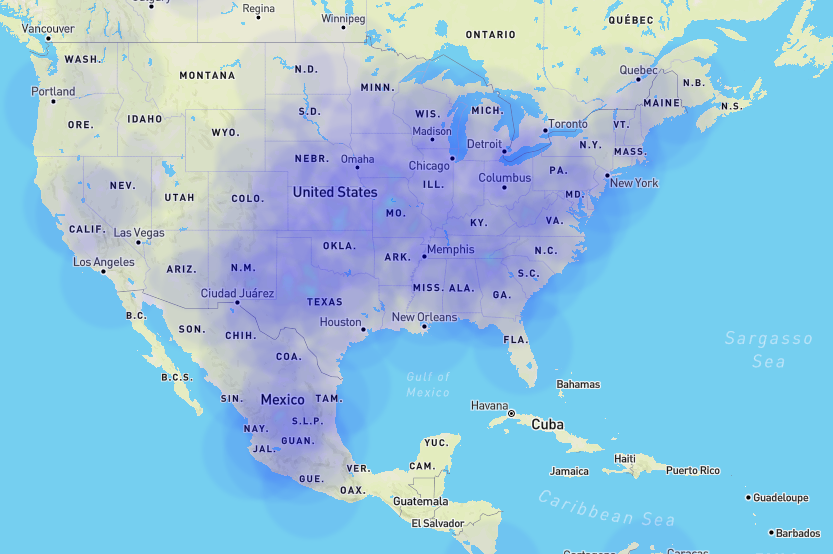 Regina
Winnipeg
Vancouver
QUÉBEC
ONTARIO
WASH.
MONTANA
N.D.
MINN.
Quebec
N.B.
Portland
MAINE
N.S.
ORE.
IDAHO
WYO.
S.D.
WIS.
MICH.
Toronto
VT.
Madison
Detroit
N.Y.
MASS.
NEBR.
Omaha
Chicago
PA.
NEV.
UTAH
COLO.
United States
ILL.
Columbus
MD.
New York
MO.
KY.
VA.
CALIF.
Las Vegas
OKLA.
ARK.
Memphis
N.C.
Los Angeles
ARIZ.
N.M.
S.C.
Ciudad Juárez
TEXAS
MISS.
ALA.
GA.
B.C.
SON.
CHIH.
Houston
New Orleans
FLA.
Sargasso
Sea
COA.
B.C.S.
Gulf of
Mexico
Bahamas
SIN.
Mexico
TAM.
Havana
Cuba
NAY.
S.L.P.
JAL.
GUAN.
YUC.
Haiti
VER.
CAM.
Jamaica
Puerto Rico
GUE.
OAX.
Guatemala
Caribbean Sea
Guadeloupe
El Salvador
Barbados